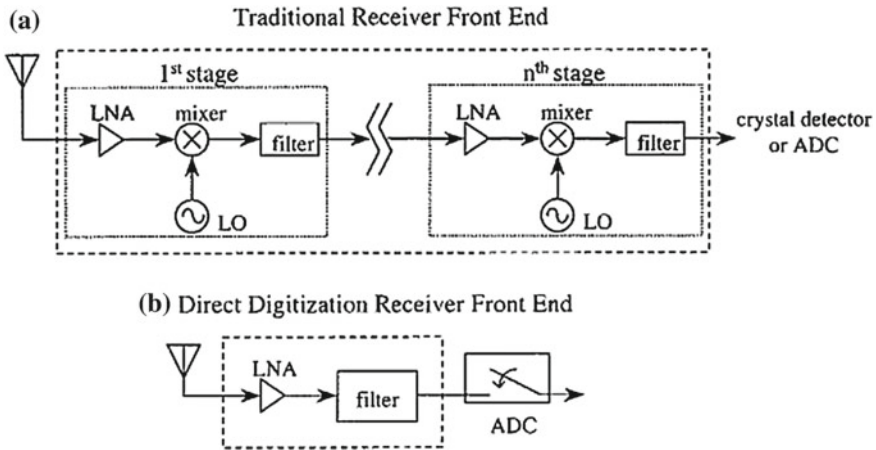 (a) Traditional Receiver Front End
1st stage
nth stage
LNA mixer filter LO
LNA mixer filter LO
crystal detector
or ADC
(b) Direct Digitization Receiver Front End
LNA
filter
ADC